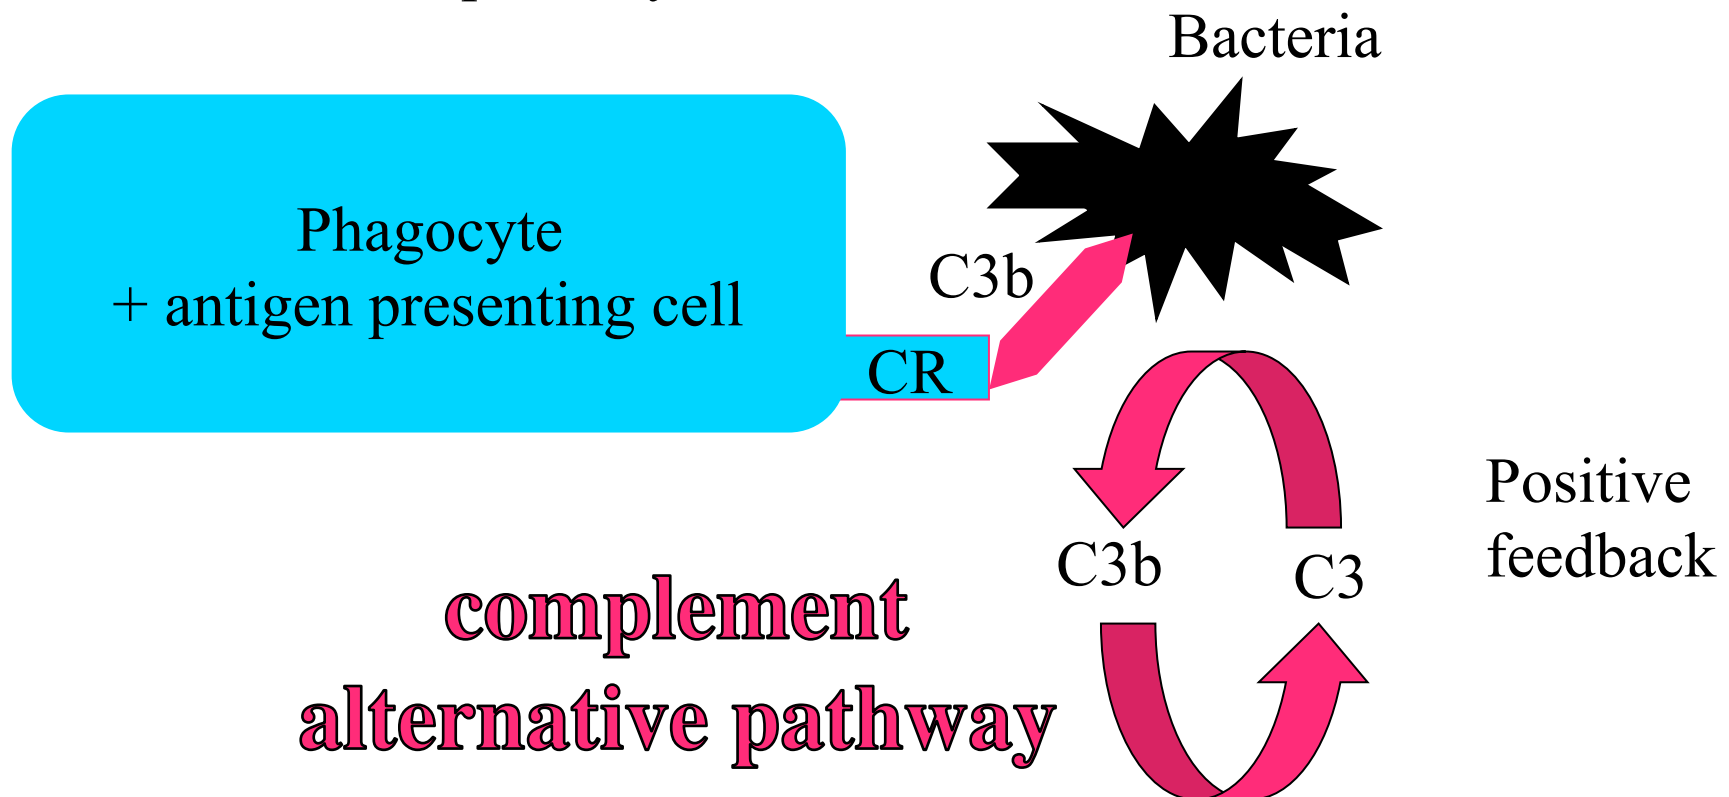 Bacteria
Phagocyte
+ antigen presenting cell
C3b
CR
Positive
feedback
C3b
C3
complement
alternative pathway